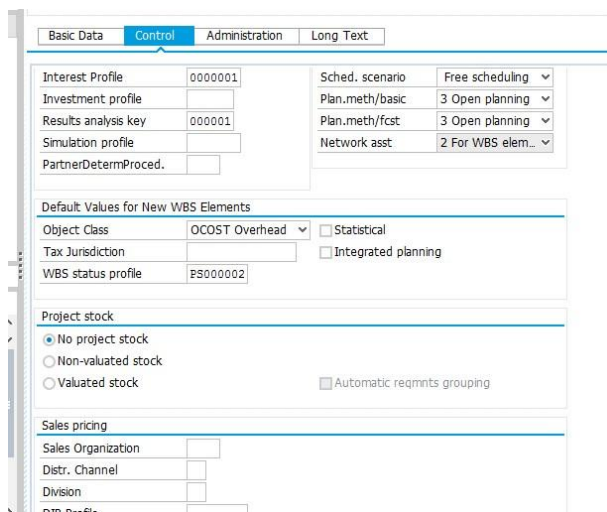 Basic Data Control Administration Long Text
Interest Profile 0000001 Sched. scenario Free scheduling
Investment profile Plan.meth/basic 3 Open planning
Results analysis key 000001 Plan.meth/fcst 3 Open planning
Simulation profile Network asst 2 For WBS elem...
PartnerDetermProced.
Default Values for New WBS Elements
Object Class OCOST Overhead Statistical
Tax Jurisdiction Integrated planning
WBS status profile PS000002
Project stock
No project stock
Non-valuated stock
Valuated stock Automatic reqmnts grouping
Sales pricing
Sales Organization
Distr. Channel
Division
DIP Profile